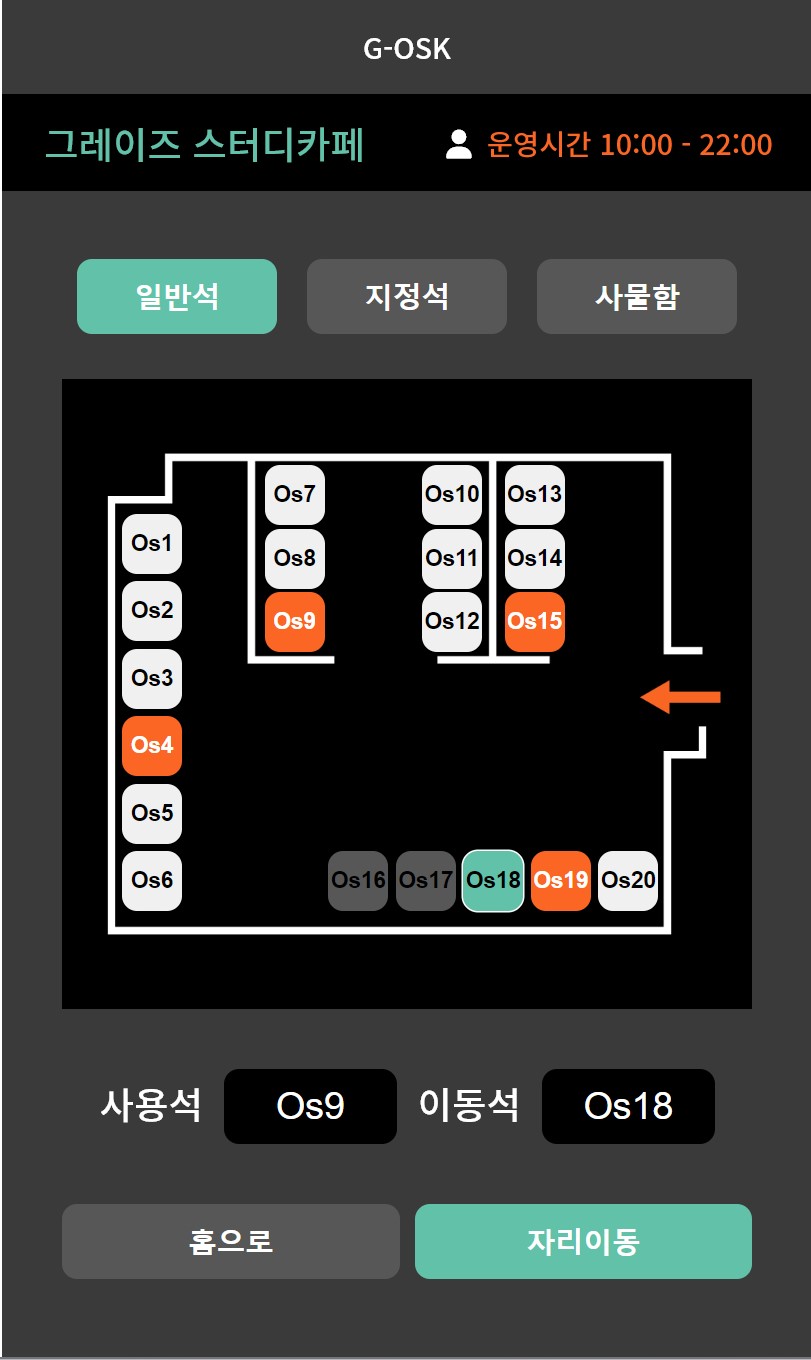 G-OSK
그레이즈 스터디카페
운영시간 10:00 - 22:00
일반석 지정석 사물함
Os7 Os10 Os13
Os1
Os8 Os11 Os14
Os2
Os9 Os12 Os15
Os3
Os4
Os5
Os6 Os16 Os17 Os18 Os19 Os20
사용석 Os9 이동석 Os18
홈으로 자리이동